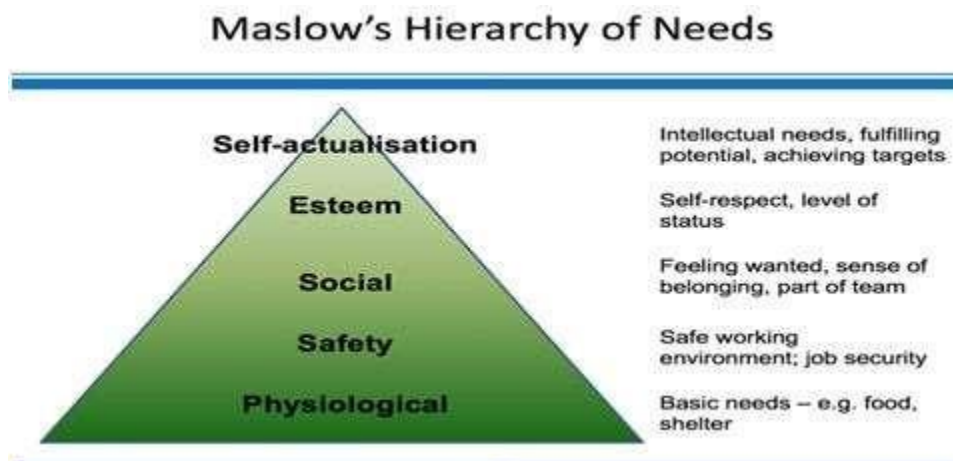 Maslow's Hierarchy of Needs
Self-actualisation
Intellectual needs, fulfilling
potential, achieving targets
Esteem
Self-respect, level of
status
Social
Feeling wanted, sense of
belonging, part of team
Safety
Safe working
environment; job security
Physiological
Basic needs – e.g. food,
shelter